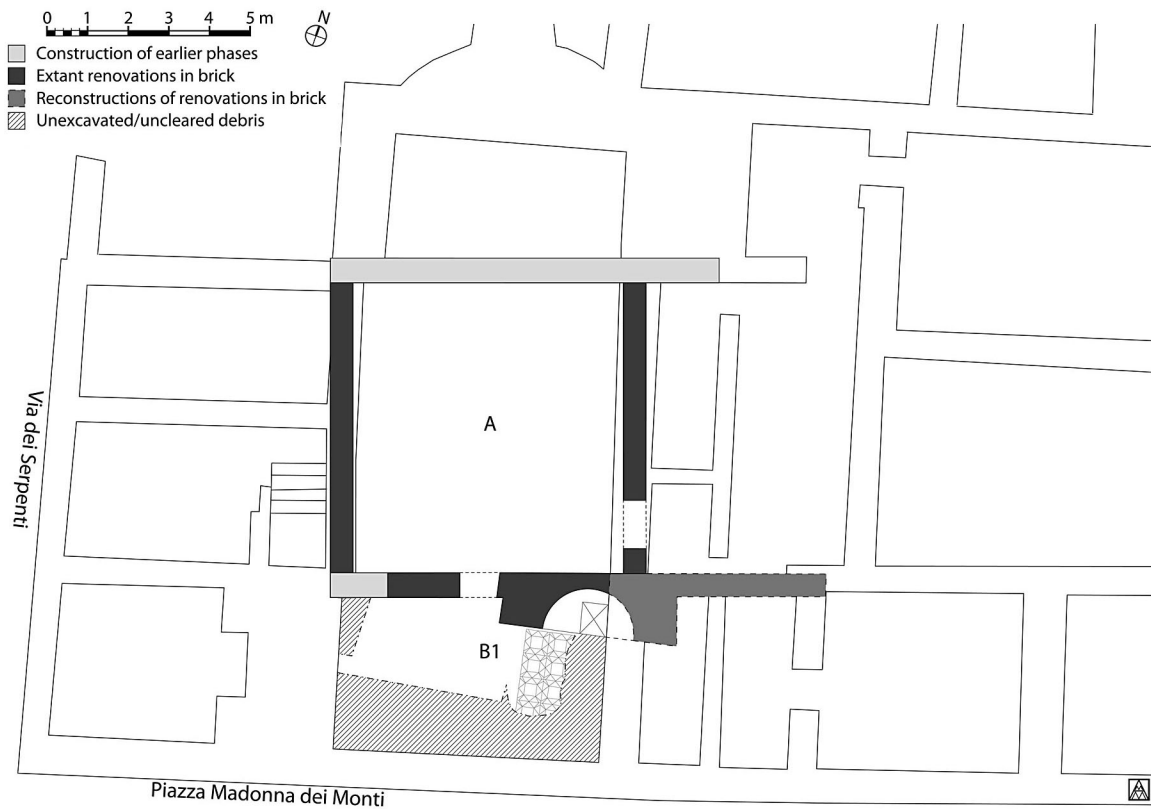 0 1 2 3 4 5 m
N
Construction of earlier phases
Extant renovations in brick
Reconstructions of renovations in brick
Unexcavated/uncleared debris
A
Via dei Serpenti
B1
Piazza Madonna dei Monti